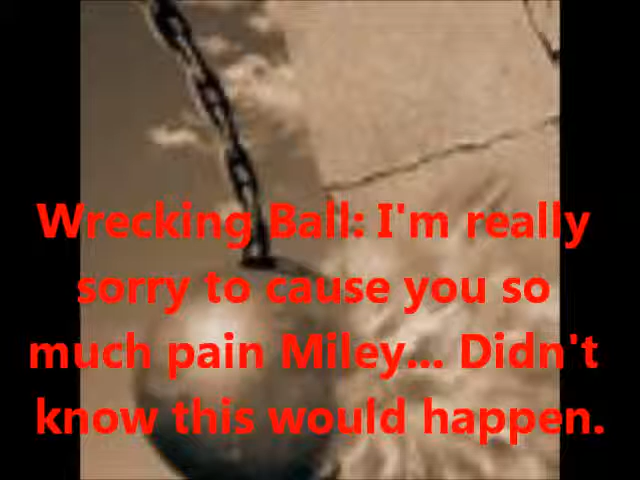 Wrecking Ball: I'm really
sorry to cause you so
much pain Miley... Didn't
know this would happen.